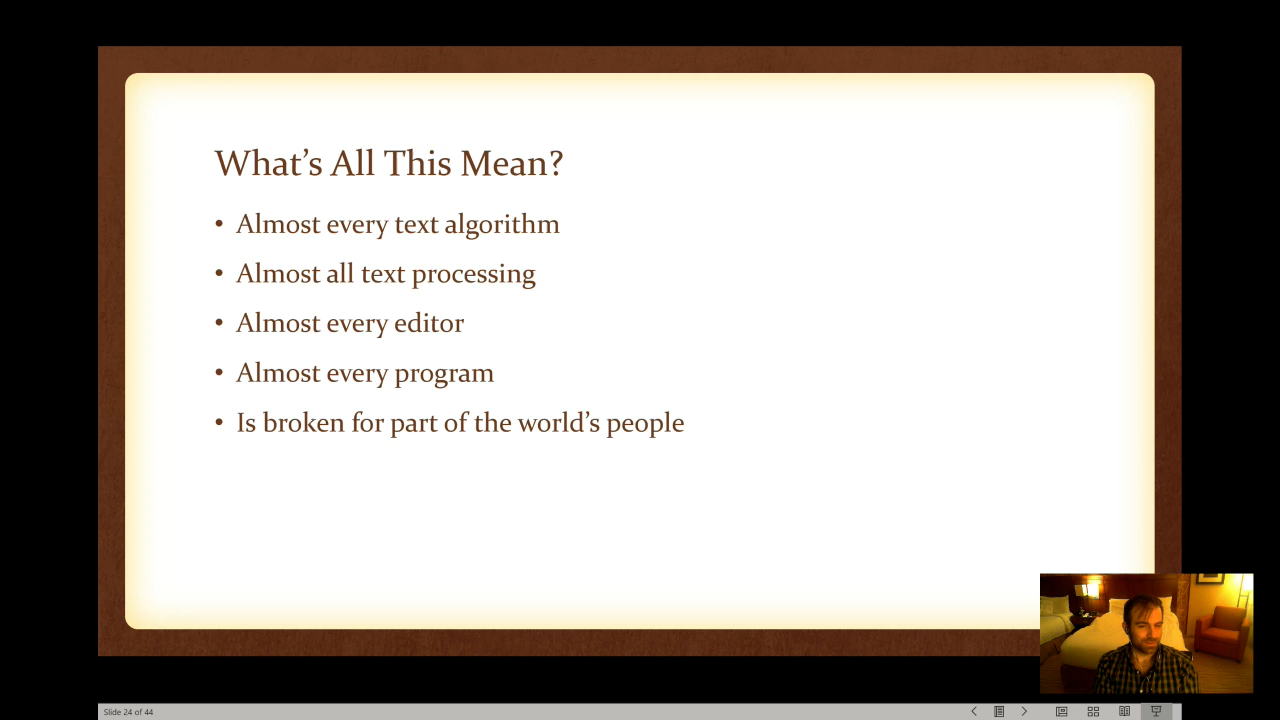 What’s All This Mean?
• Almost every text algorithm
• Almost all text processing
• Almost every editor
• Almost every program
• Is broken for part of the world’s people
Slide 24 of 44